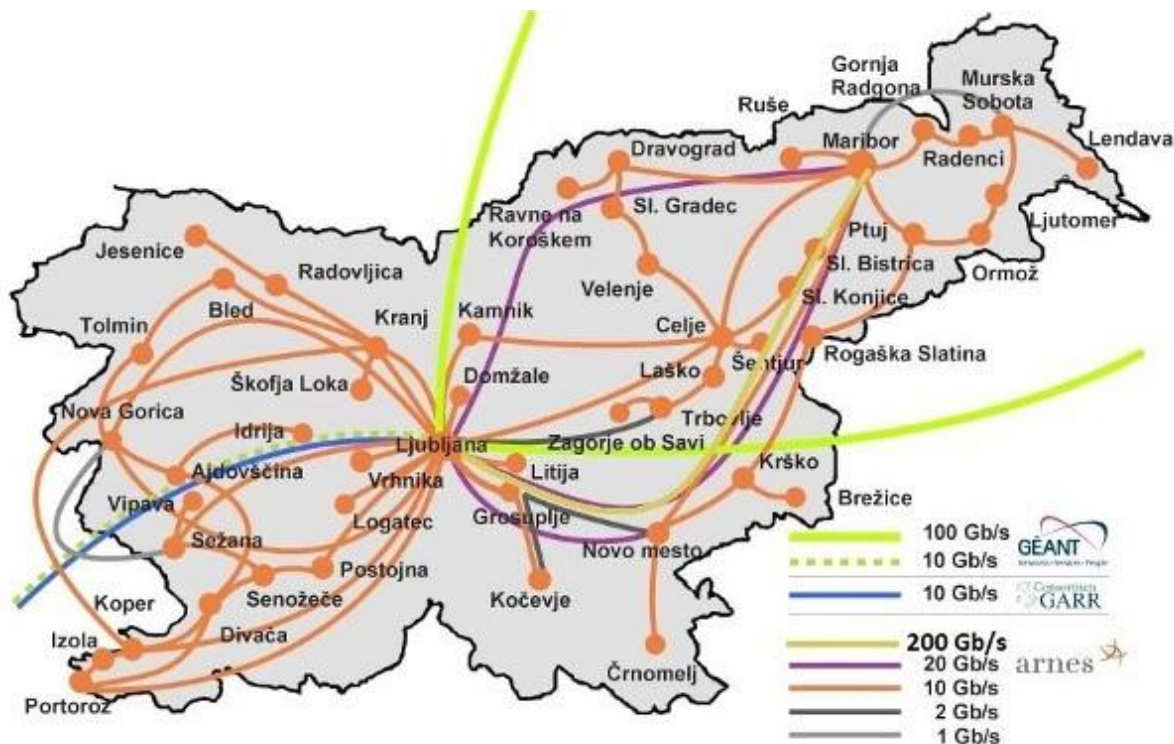 Gornja
Radgona
Murska
Sobota
Ruše
Maribor
Lendava
Dravograd
Radenci
Ravne na
Koroškem
Sl. Gradec
Ljutomer
Ptuj
Jesenice
Radovljica
Sl. Bistrica
Ormož
Velenje
Sl. Konjice
Bled
Kamnik
Kranj
Celje
Tolmin
Rogaška Slatina
Šentjur
Laško
Škofja Loka
Domžale
Nova Gorica
Trbovlje
Idrija
Ljubljana
Zagorje ob Savi
Ajdovščina
Litija
Krško
Vrhnika
Vipava
Brežice
Logatec
Grosuplje
Sežana
Novo mesto
Postojna
Koper
Senožeče
Kočevje
Izola
Divača
Črnomelj
Portorož
100 Gb/s
GÉANT
10 Gb/s
10 Gb/s
GARR
200 Gb/s
20 Gb/s
arnes
10 Gb/s
2 Gb/s
1 Gb/s